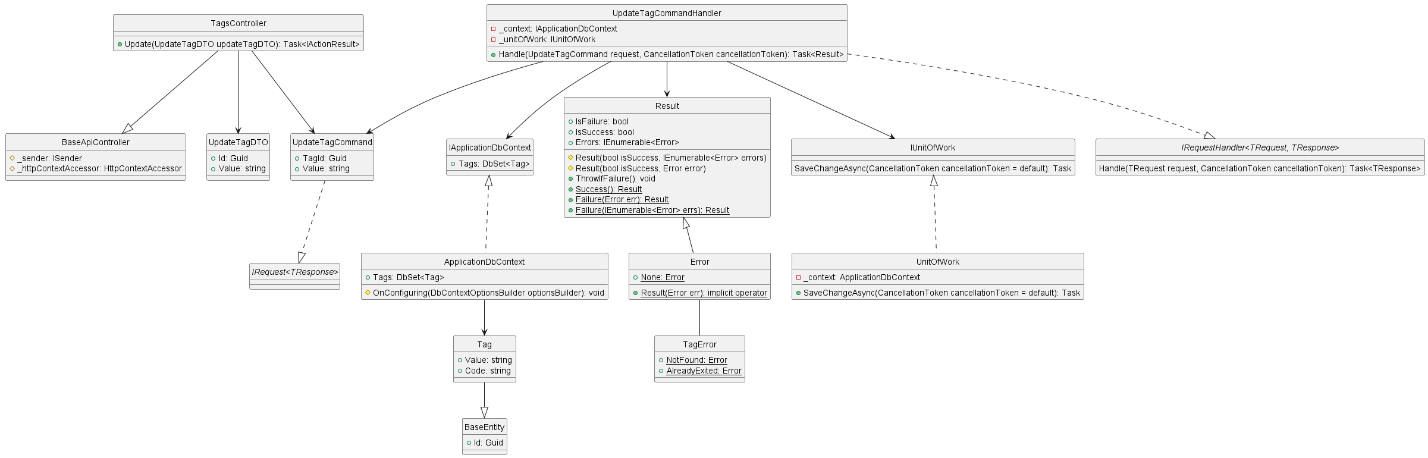 TagsController
Update(UpdateTagDTO updateTagDTO): Task<IActionResult>
UpdateTagCommandHandler
_context: IApplicationDbContext
_unitOfWork: IUnitOfWork
Handle(UpdateTagCommand request, CancellationToken cancellationToken): Task<Result>
BaseApiController
_sender: ISender
_httpContextAccessor: HttpContextAccessor
UpdateTagDTO
Id: Guid
Value: string
UpdateTagCommand
TagId: Guid
Value: string
IApplicationDbContext
Tags: DbSet<Tag>
Result
IsFailure: bool
IsSuccess: bool
Errors: IEnumerable<Error>
Result(bool isSuccess, IEnumerable<Error> errors)
Result(bool isSuccess, Error error)
ThrowIfFailure(): void
Success(): Result
Failure(Error err): Result
Failure(IEnumerable<Error> errs): Result
IUnitOfWork
SaveChangeAsync(CancellationToken cancellationToken = default): Task
IRequestHandler<TRequest, TResponse>
Handle(TRequest request, CancellationToken cancellationToken): Task<TResponse>
IRequest<TResponse>
ApplicationDbContext
Tags: DbSet<Tag>
OnConfiguring(DbContextOptionsBuilder optionsBuilder): void
Error
None: Error
Result(Error err): implicit operator
UnitOfWork
_context: ApplicationDbContext
SaveChangeAsync(CancellationToken cancellationToken = default): Task
Tag
Value: string
Code: string
TagError
NotFound: Error
AlreadyExited: Error
BaseEntity
Id: Guid